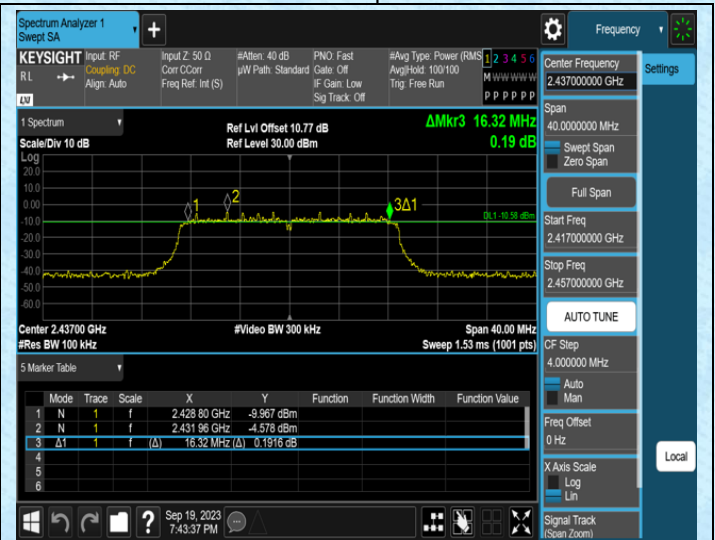 Spectrum Analyzer 1
Swept SA
+
Frequency
KEYSIGHT
RL
LXI
Input: RF
Coupling: DC
Align: Auto
Input Z: 50 Ω
Corr CCorr
Freq Ref: Int (S)
#Atten: 40 dB
µW Path: Standard
PNO: Fast
Gate: Off
IF Gain: Low
Sig Track: Off
#Avg Type: Power (RMS
Avg|Hold: 100/100
Trig: Free Run
1 2 3 4 5 6
M W W W W W
P P P P P P
1 Spectrum
Scale/Div 10 dB
Ref Lvl Offset 10.77 dB
Ref Level 30.00 dBm
ΔMkr3 16.32 MHz
0.19 dB
Log
20.0
10.0
0.00
-10.0
-20.0
-30.0
-40.0
-50.0
-60.0
1
2
3Δ1
DL1 -10.58 dBm
Center 2.43700 GHz
#Res BW 100 kHz
#Video BW 300 kHz
Span 40.00 MHz
Sweep 1.53 ms (1001 pts)
5 Marker Table
Mode Trace Scale X Y Function Function Width Function Value
1 N 1 f 2.428 80 GHz -9.967 dBm
2 N 1 f 2.431 96 GHz -4.578 dBm
3 Δ1 1 f (Δ) 16.32 MHz (Δ) 0.1916 dB
4
5
6
?
Sep 19, 2023
7:43:37 PM
Center Frequency
2.437000000 GHz
Span
40.0000000 MHz
Swept Span
Zero Span
Full Span
Start Freq
2.417000000 GHz
Stop Freq
2.457000000 GHz
AUTO TUNE
CF Step
4.000000 MHz
Auto
Man
Freq Offset
0 Hz
X Axis Scale
Log
Lin
Signal Track
(Span Zoom)
Settings
Local